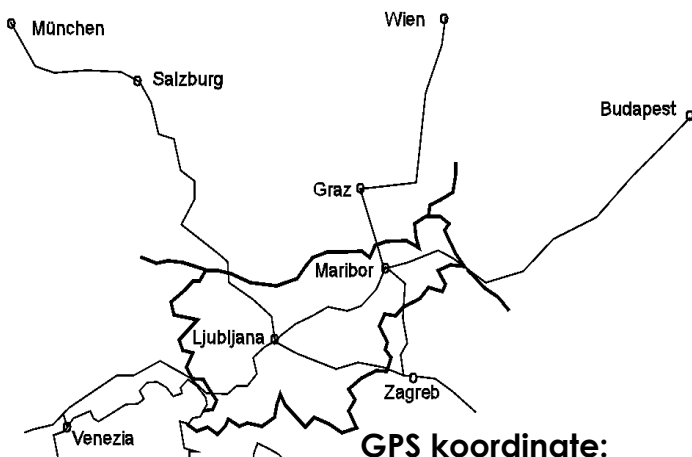 München
Wien
Salzburg
Budapest
Graz
Maribor
Ljubljana
Zagreb
Venezia
GPS koordinate: